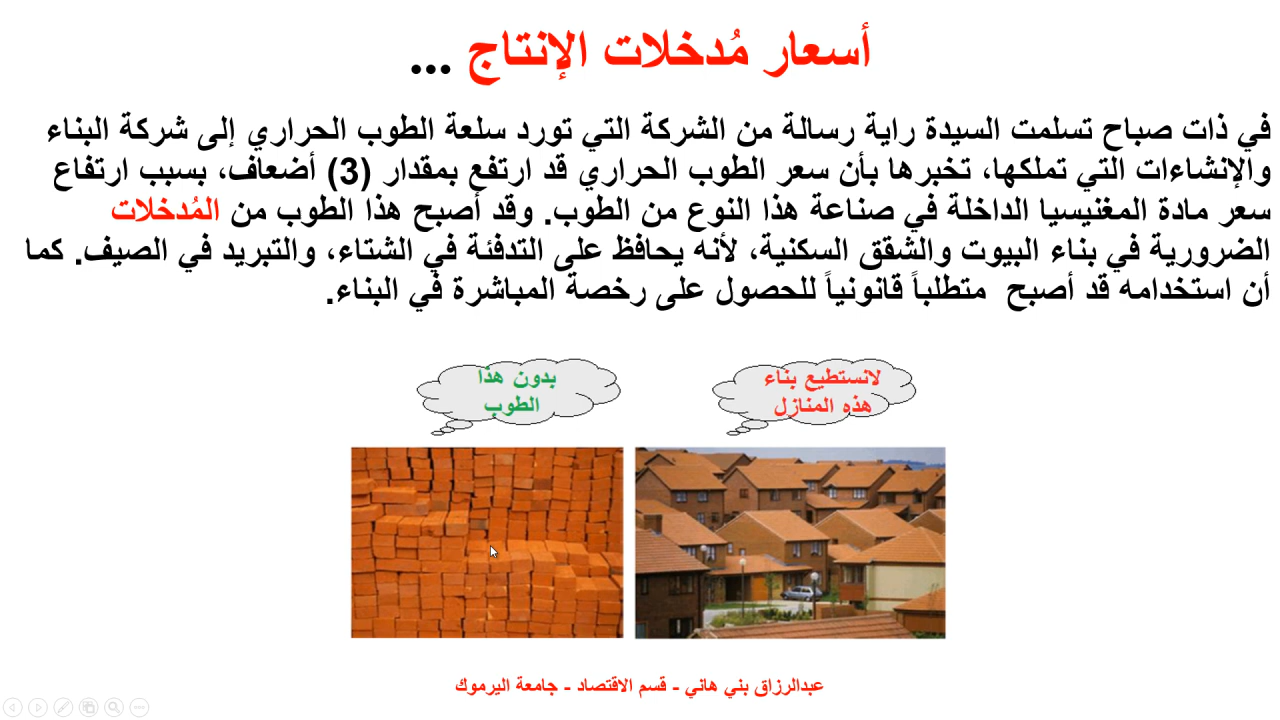 أسعار مُدخلات الإنتاج ...
في ذات صباح تسلمت السيدة راية رسالة من الشركة التي تورد سلعة الطوب الحراري إلى شركة البناء
والإنشاءات التي تملكها، تخبرها بأن سعر الطوب الحراري قد ارتفع بمقدار (3) أضعاف، بسبب ارتفاع
سعر مادة المغنيسيا الداخلة في صناعة هذا النوع من الطوب. وقد أصبح هذا الطوب من المُدخلات
الضرورية في بناء البيوت والشقق السكنية، لأنه يحافظ على التدفئة في الشتاء، والتبريد في الصيف. كما
أن استخدامه قد أصبح متطلباً قانونياً للحصول على رخصة المباشرة في البناء.
لانستطيع بناء
هذه المنازل
بدون هذا
الطوب
عبدالرزاق بني هاني - قسم الاقتصاد - جامعة اليرموك